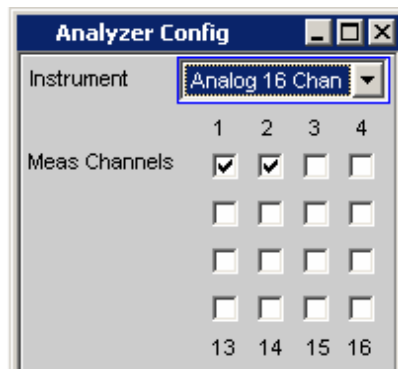 Analyzer Config
Instrument Analog 16 Chan
1 2 3 4
Meas Channels
13 14 15 16